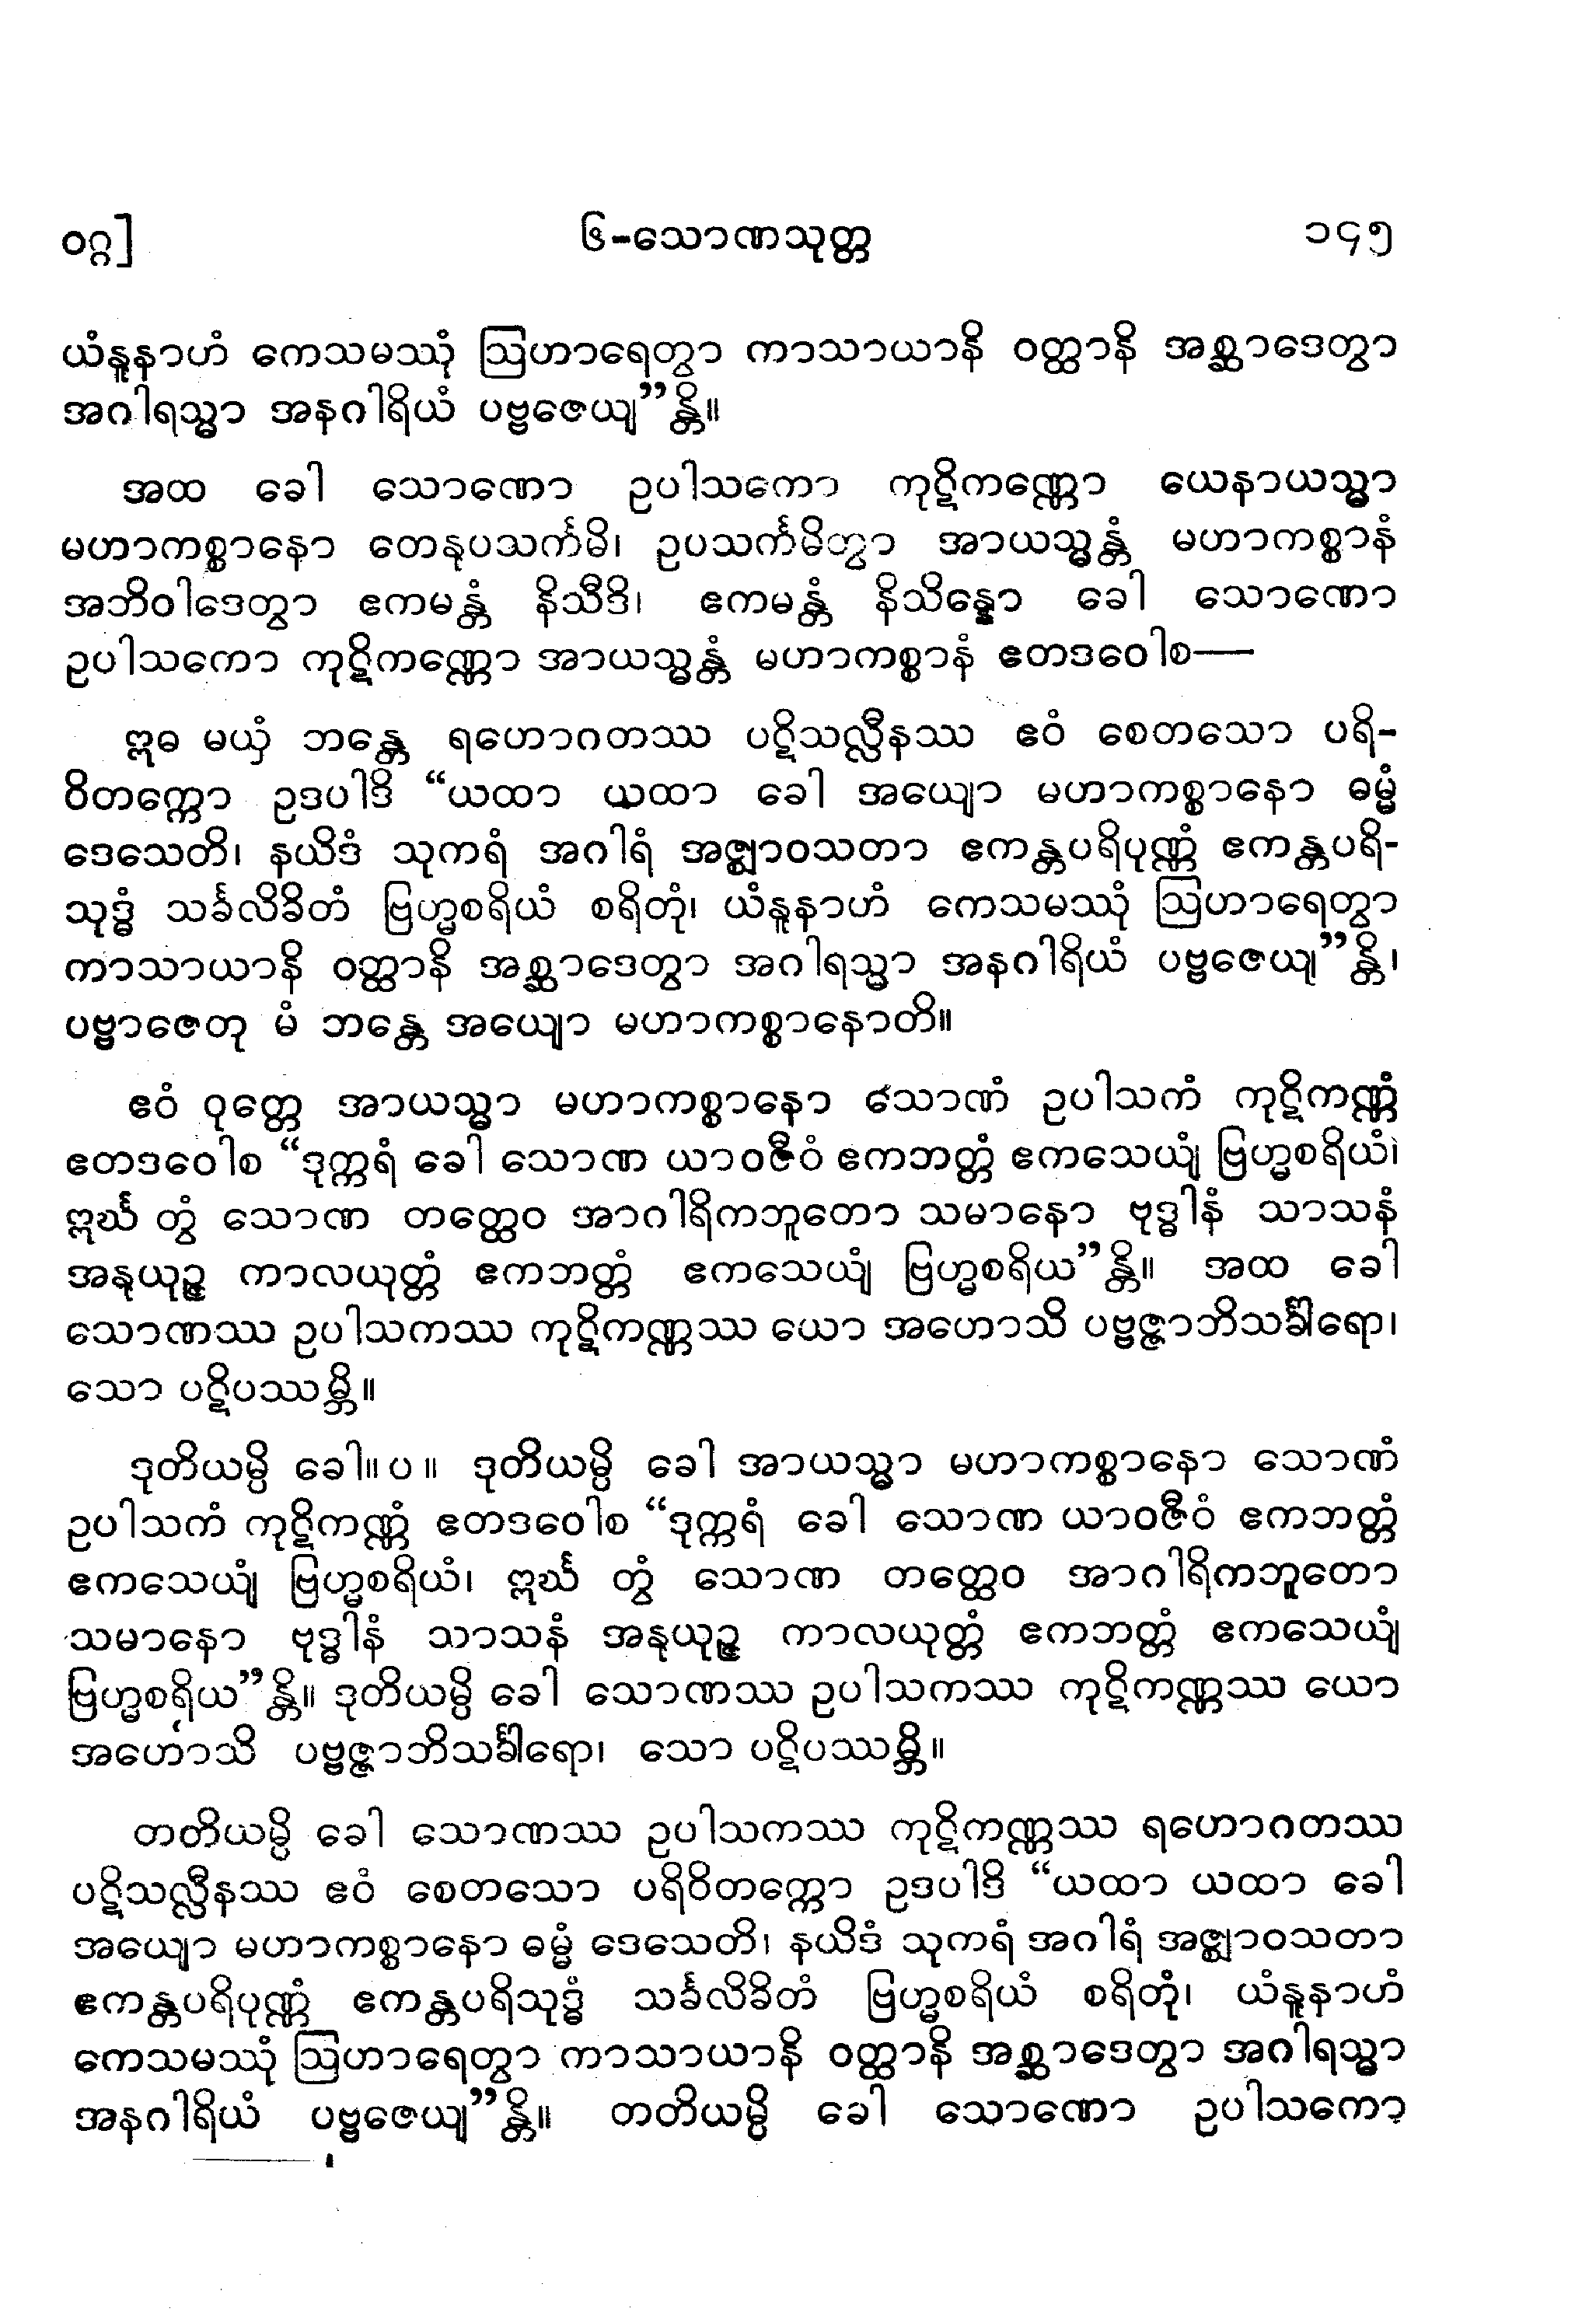 ဝဂ္ဂ] ၆-သောဏသုတ္တ ၁၄၅
ယံနူနာဟံ ကေသမဿုံ ဩဟာရေတွာ ကာသာယာနိ ဝတ္ထာနိ အစ္ဆာဒေတွာ
အဂါရသ္မာ အနဂါရိယံ ပဗ္ဗဇေယျ”န္တိ။
အထ ခေါ သောဏော ဥပါသကော ကုဋိကဏ္ဏော ယေနာယသ္မာ
မဟာကစ္စာနော တေနုပသင်္ကမိ၊ ဥပသင်္ကမိတွာ အာယသ္မန္တံ မဟာကစ္စာနံ
အဘိဝါဒေတွာ ဧကမန္တံ နိသီဒိ၊ ဧကမန္တံ နိသိန္နော ခေါ သောဏော
ဥပါသကော ကုဋိကဏ္ဏော အာယသ္မန္တံ မဟာကစ္စာနံ ဧတဒဝေါစ—
ဣဓ မယှံ ဘန္တေ ရဟောဂတဿ ပဋိသလ္လီနဿ ဧဝံ စေတသော ပရိ-
ဝိတက္ကော ဥဒပါဒိ “ယထာ ယထာ ခေါ အယျော မဟာကစ္စာနော ဓမ္မံ
ဒေသေတိ၊ နယိဒံ သုကရံ အဂါရံ အဇ္ဈာဝသတာ ဧကန္တပရိပုဏ္ဏံ ဧကန္တပရိ-
သုဒ္ဓံ သင်္ခလိခိတံ ဗြဟ္မစရိယံ စရိတုံ၊ ယံနူနာဟံ ကေသမဿုံ ဩဟာရေတွာ
ကာသာယာနိ ဝတ္ထာနိ အစ္ဆာဒေတွာ အဂါရသ္မာ အနဂါရိယံ ပဗ္ဗဇေယျ”န္တိ၊
ပဗ္ဗာဇေတု မံ ဘန္တေ အယျော မဟာကစ္စာနောတိ။
ဧဝံ ဝုတ္တေ အာယသ္မာ မဟာကစ္စာနော သောဏံ ဥပါသကံ ကုဋိကဏ္ဏံ
ဧတဒဝေါစ “ဒုက္ကရံ ခေါ သောဏ ယာဝဇီဝံ ဧကဘတ္တံ ဧကသေယျံ ဗြဟ္မစရိယံ၊
ဣင်္ဃ တွံ သောဏ တတ္ထေဝ အာဂါရိကဘူတော သမာနော ဗုဒ္ဓါနံ သာသနံ
အနုယုဉ္ဇ ကာလယုတ္တံ ဧကဘတ္တံ ဧကသေယျံ ဗြဟ္မစရိယ”န္တိ။ အထ ခေါ
သောဏဿ ဥပါသကဿ ကုဋိကဏ္ဏဿ ယော အဟောသိ ပဗ္ဗဇ္ဇာဘိသင်္ခါရော၊
သော ပဋိပဿမ္ဘိ။
ဒုတိယမ္ပိ ခေါ။ပ။ ဒုတိယမ္ပိ ခေါ အာယသ္မာ မဟာကစ္စာနော သောဏံ
ဥပါသကံ ကုဋိကဏ္ဏံ ဧတဒဝေါစ “ဒုက္ကရံ ခေါ သောဏ ယာဝဇီဝံ ဧကဘတ္တံ
ဧကသေယျံ ဗြဟ္မစရိယံ၊ ဣင်္ဃ တွံ သောဏ တတ္ထေဝ အာဂါရိကဘူတော
သမာနော ဗုဒ္ဓါနံ သာသနံ အနုယုဉ္ဇ ကာလယုတ္တံ ဧကဘတ္တံ ဧကသေယျံ
ဗြဟ္မစရိယ”န္တိ။ ဒုတိယမ္ပိ ခေါ သောဏဿ ဥပါသကဿ ကုဋိကဏ္ဏဿ ယော
အဟောသိ ပဗ္ဗဇ္ဇာဘိသင်္ခါရော၊ သော ပဋိပဿမ္ဘိ။
တတိယမ္ပိ ခေါ သောဏဿ ဥပါသကဿ ကုဋိကဏ္ဏဿ ရဟောဂတဿ
ပဋိသလ္လီနဿ ဧဝံ စေတသော ပရိဝိတက္ကော ဥဒပါဒိ “ယထာ ယထာ ခေါ
အယျော မဟာကစ္စာနော ဓမ္မံ ဒေသေတိ၊ နယိဒံ သုကရံ အဂါရံ အဇ္ဈာဝသတာ
ဧကန္တပရိပုဏ္ဏံ ဧကန္တပရိသုဒ္ဓံ သင်္ခလိခိတံ ဗြဟ္မစရိယံ စရိတုံ၊ ယံနူနာဟံ
ကေသမဿုံ ဩဟာရေတွာ ကာသာယာနိ ဝတ္ထာနိ အစ္ဆာဒေတွာ အဂါရသ္မာ
အနဂါရိယံ ပဗ္ဗဇေယျ”န္တိ။ တတိယမ္ပိ ခေါ သောဏော ဥပါသကော